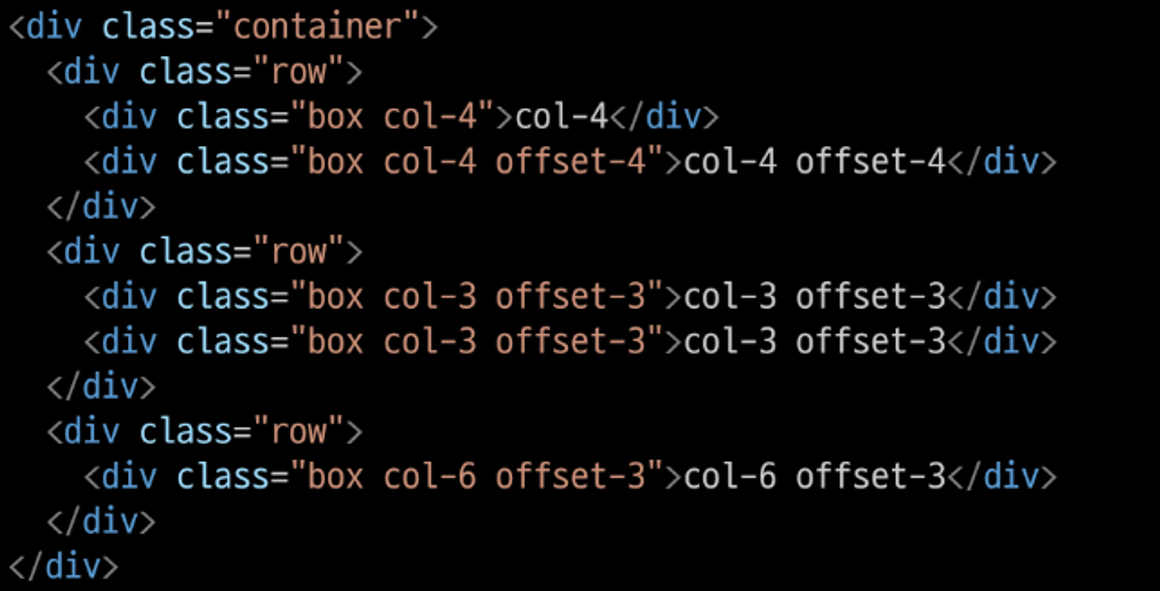 <div class="container">
  <div class="row">
    <div class="box col-4">col-4</div>
    <div class="box col-4 offset-4">col-4 offset-4</div>
  </div>
  <div class="row">
    <div class="box col-3 offset-3">col-3 offset-3</div>
    <div class="box col-3 offset-3">col-3 offset-3</div>
  </div>
  <div class="row">
    <div class="box col-6 offset-3">col-6 offset-3</div>
  </div>
</div>